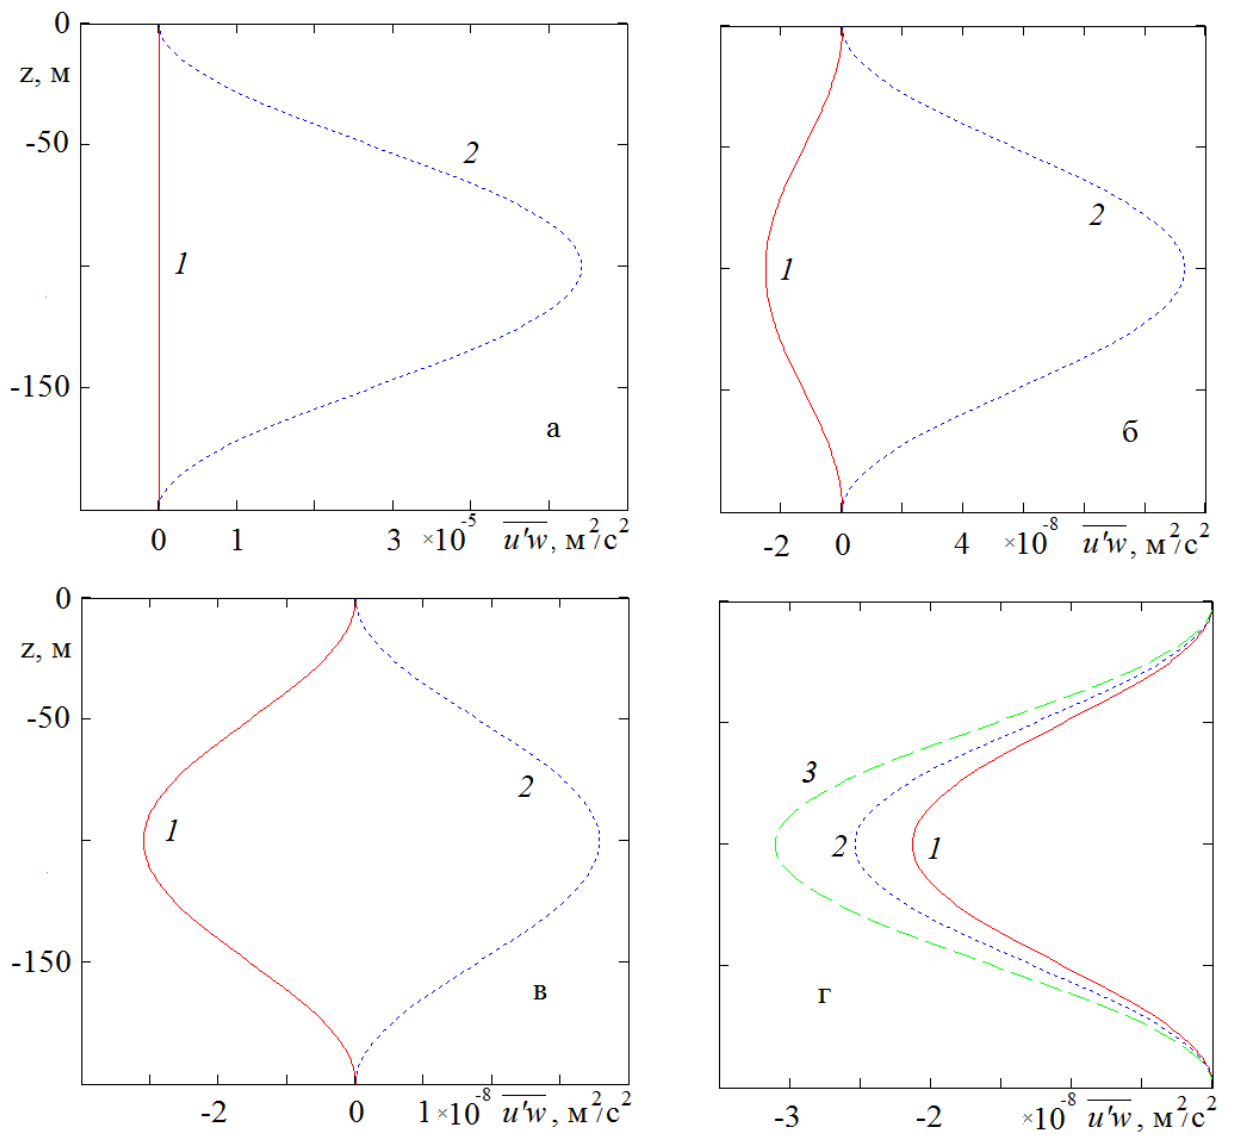 0
z, м
-50
2
1
-150
а
0 1 3 ×10⁻⁵ u'w, м²/с²
2
1
б
-2 0 4 ×10⁻⁸ u'w, м²/с²
0
z, м
-50
2
1
-150
в
-2 0 1×10⁻⁸ u'w, м²/с²
3
2 1
г
-3 -2 ×10⁻⁸ u'w, м²/с²